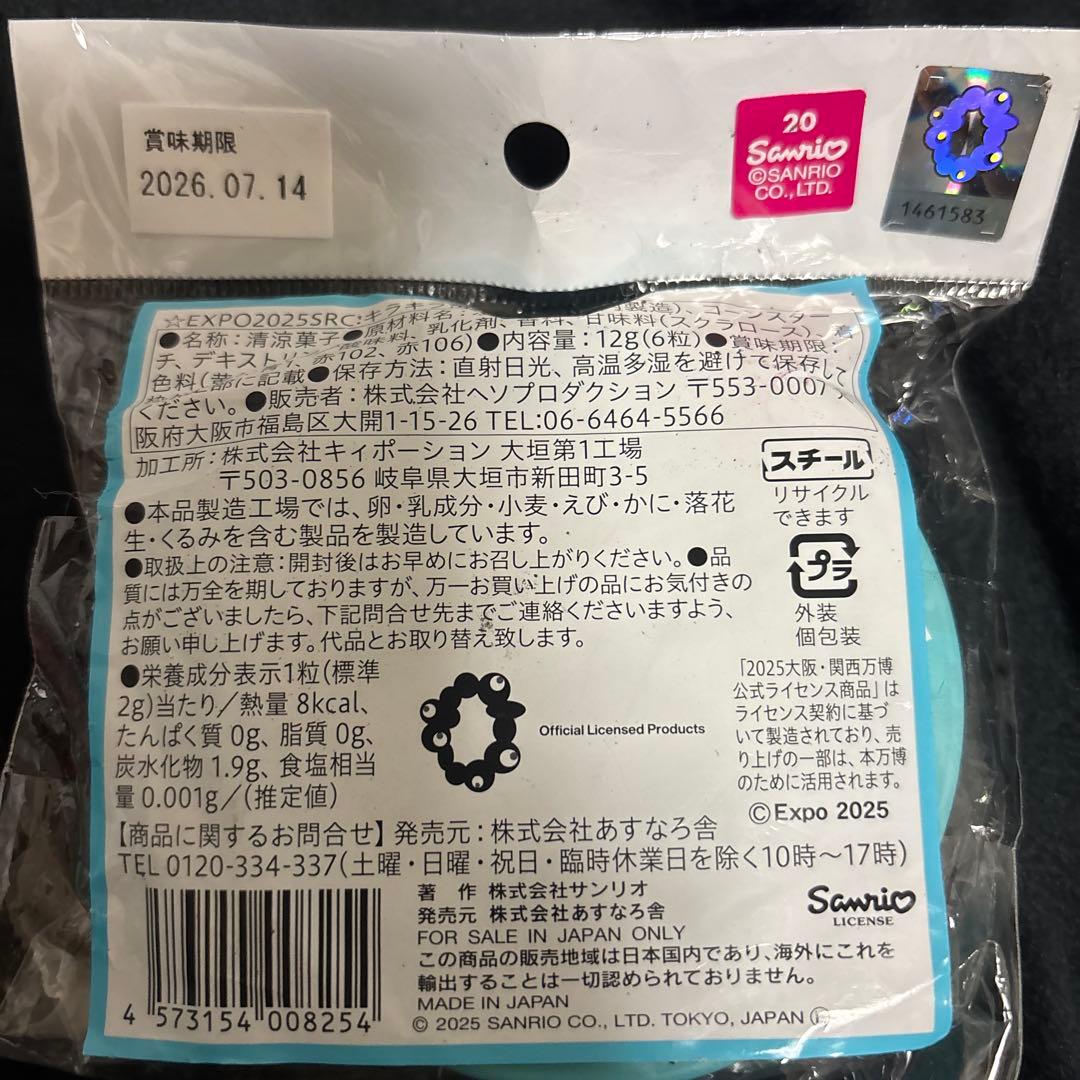 賞味期限
2026.07.14
20
Sanrio
©SANRIO
CO., LTD.
1461583
☆EXPO2025SRC:キラキ 製造)、コーンスター
●名称：清涼菓子●原材料名： 乳化剤、香料、甘味料(スクラロース)、
チ、デキストリン 酸味料、
色料( 赤102、赤106)●内容量：12g(6粒)●賞味期限：
に記載●保存方法：直射日光、高温多湿を避けて保存して
ください。●販売者：株式会社ヘソプロダクション 〒553-0007
阪府大阪市福島区大開1-15-26 TEL:06-6464-5566
加工所：株式会社キィポーション 大垣第1工場
〒503-0856 岐阜県大垣市新田町3-5
●本品製造工場では、卵・乳成分・小麦・えび・かに・落花
生・くるみを含む製品を製造しています。
●取扱上の注意：開封後はお早めにお召し上がりください。●品
質には万全を期しておりますが、万一お買い上げの品にお気付きの
点がございましたら、下記問合せ先までご連絡くださいますよう、
お願い申し上げます。代品とお取り替え致します。
スチール
リサイクル
できます
プラ
外装
個包装
●栄養成分表示1粒(標準
2g)当たり／熱量 8kcal、
たんぱく質 0g、脂質 0g、
炭水化物 1.9g、食塩相当
量 0.001g／(推定値)
Official Licensed Products
「2025大阪・関西万博
公式ライセンス商品」は
ライセンス契約に基づ
いて製造されており、売
り上げの一部は、本万博
のために活用されます。
©Expo 2025
【商品に関するお問合せ】発売元：株式会社あすなろ舎
TEL 0120-334-337(土曜・日曜・祝日・臨時休業日を除く10時～17時)
著 作 株式会社サンリオ
発売元 株式会社あすなろ舎
FOR SALE IN JAPAN ONLY
この商品の販売地域は日本国内であり、海外にこれを
輸出することは一切認められておりません。
MADE IN JAPAN
© 2025 SANRIO CO., LTD. TOKYO, JAPAN Ⓛ
Sanrio
LICENSE
4 573154 008254